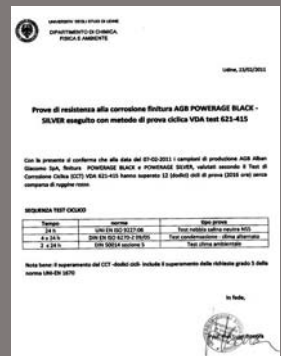 UNIVERSITA' DEGLI STUDI DI UDINE
DIPARTIMENTO DI CHIMICA,
FISICA E AMBIENTE
Udine, 23/02/2011
Prove di resistenza alla corrosione finitura AGB POWERAGE BLACK -
SILVER eseguito con metodo di prova ciclica VDA test 621-415
Con la presente si conferma che alla data del 07-02-2011 i campioni di produzione AGB Alban
Giacomo SpA, finitura POWERAGE BLACK e POWERAGE SILVER, valutati secondo il Test di
Corrosione Ciclica (CCT) VDA 621-415 hanno superato 12 (dodici) cicli di prova (2016 ore) senza
comparsa di ruggine rossa.
SEQUENZA TEST CICLICO
Tempo norma tipo prova
24 h UNI EN ISO 9227:06 Test nebbia salina neutra NSS
4 x 24 h DIN EN ISO 6270-2 09/05 Test condensazione - clima alternato
2 x 24 h DIN 50014 sezione 5 Test clima ambientale
Nota bene: il superamento del CCT -dodici cicli- include il superamento delle richieste grado 5 della
norma UNI-EN 1670
In fede,